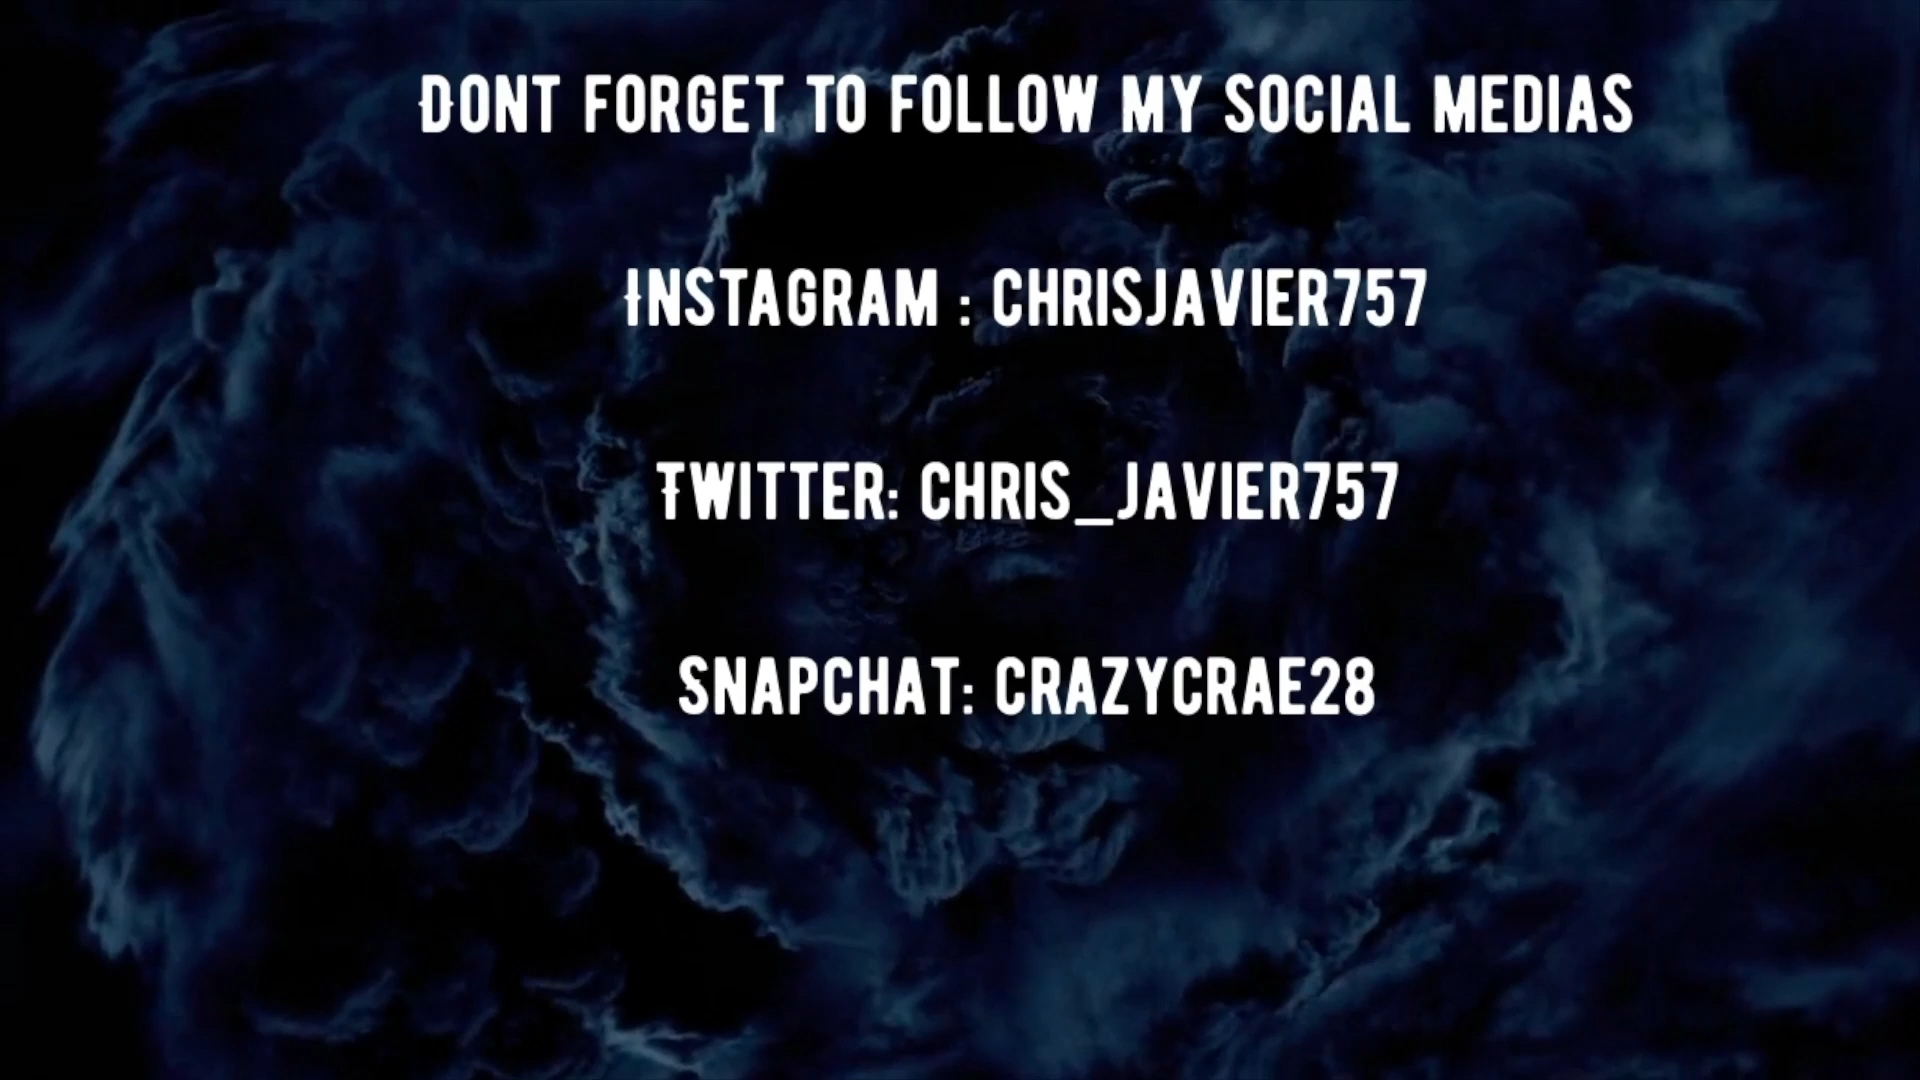 DONT FORGET TO FOLLOW MY SOCIAL MEDIAS
INSTAGRAM : CHRISJAVIER757
TWITTER: CHRIS_JAVIER757
SNAPCHAT: CRAZYCRAE28